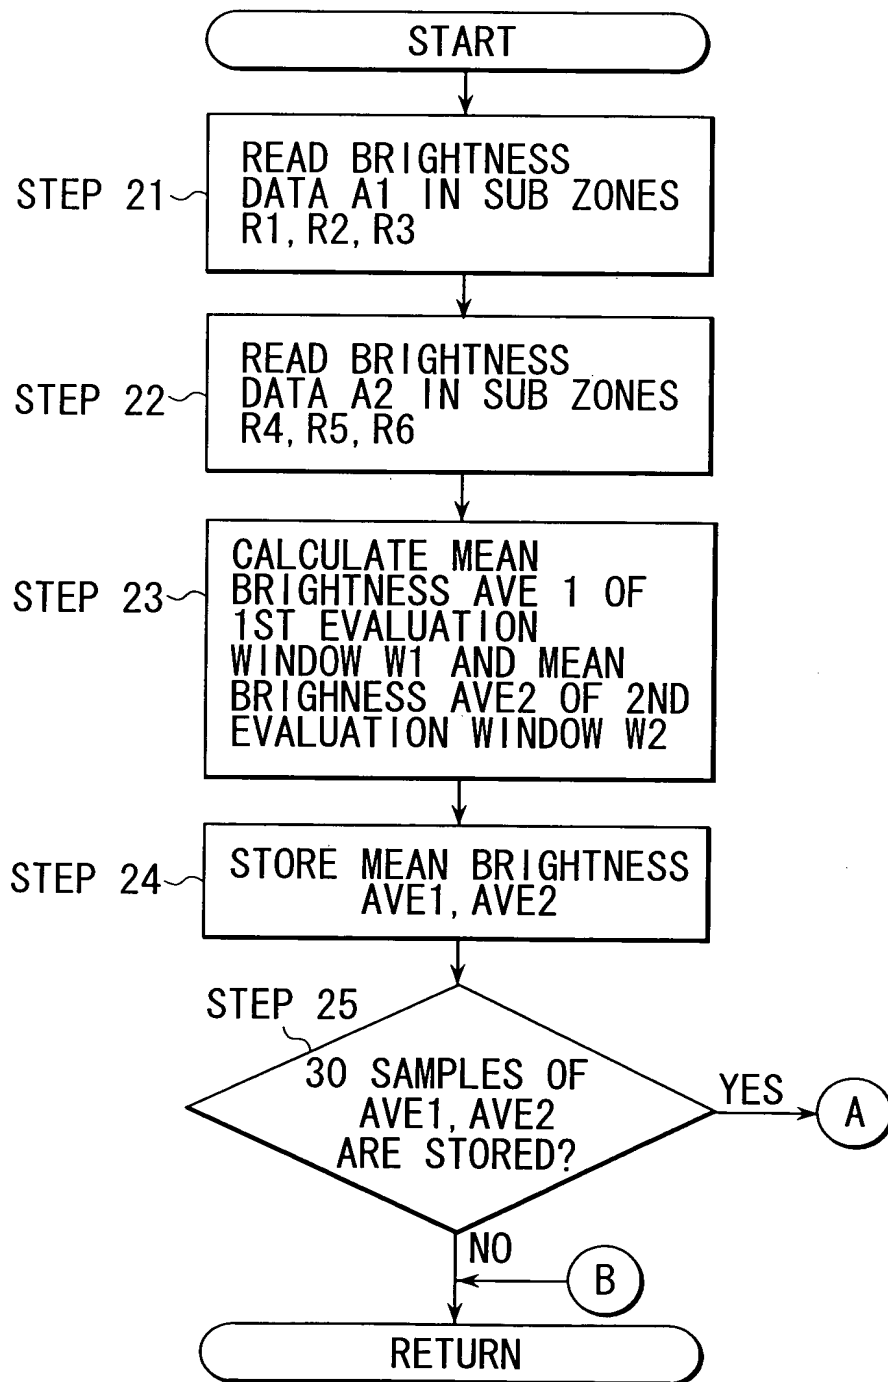 START
STEP 21
READ BRIGHTNESS
DATA A1 IN SUB ZONES
R1, R2, R3
STEP 22
READ BRIGHTNESS
DATA A2 IN SUB ZONES
R4, R5, R6
STEP 23
CALCULATE MEAN
BRIGHTNESS AVE 1 OF
1ST EVALUATION
WINDOW W1 AND MEAN
BRIGHNESS AVE2 OF 2ND
EVALUATION WINDOW W2
STEP 24
STORE MEAN BRIGHTNESS
AVE1, AVE2
STEP 25
30 SAMPLES OF
AVE1, AVE2
ARE STORED?
YES
A
NO
B
RETURN